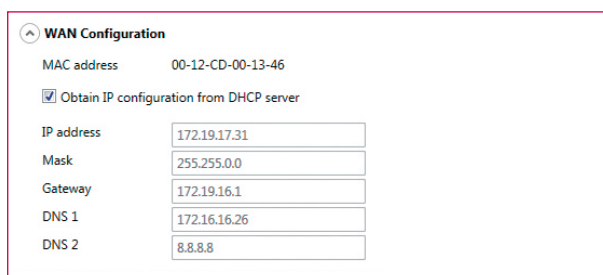 WAN Configuration
MAC address 00-12-CD-00-13-46
Obtain IP configuration from DHCP server
IP address 172.19.17.31
Mask 255.255.0.0
Gateway 172.19.16.1
DNS 1 172.16.16.26
DNS 2 8.8.8.8